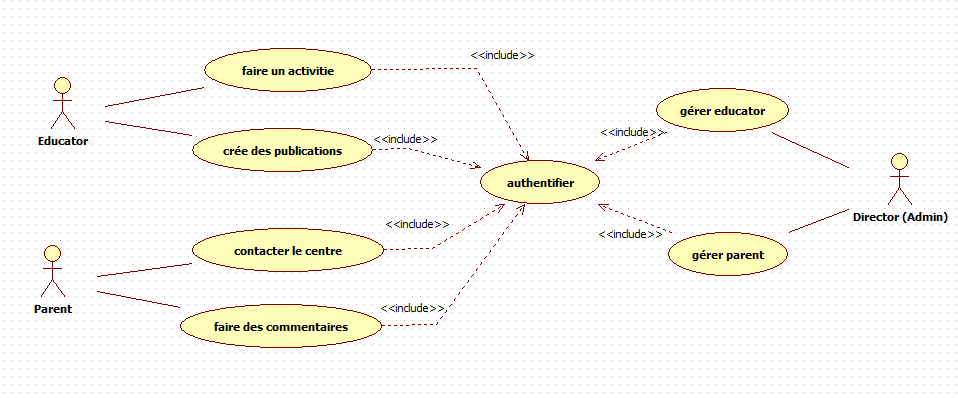 <<include>>
faire un activitie
Educator
<<include>>
crée des publications
gérer educator
<<include>>
authentifier
Director (Admin)
<<include>>
contacter le centre
<<include>>
gérer parent
Parent
<<include>>
faire des commentaires